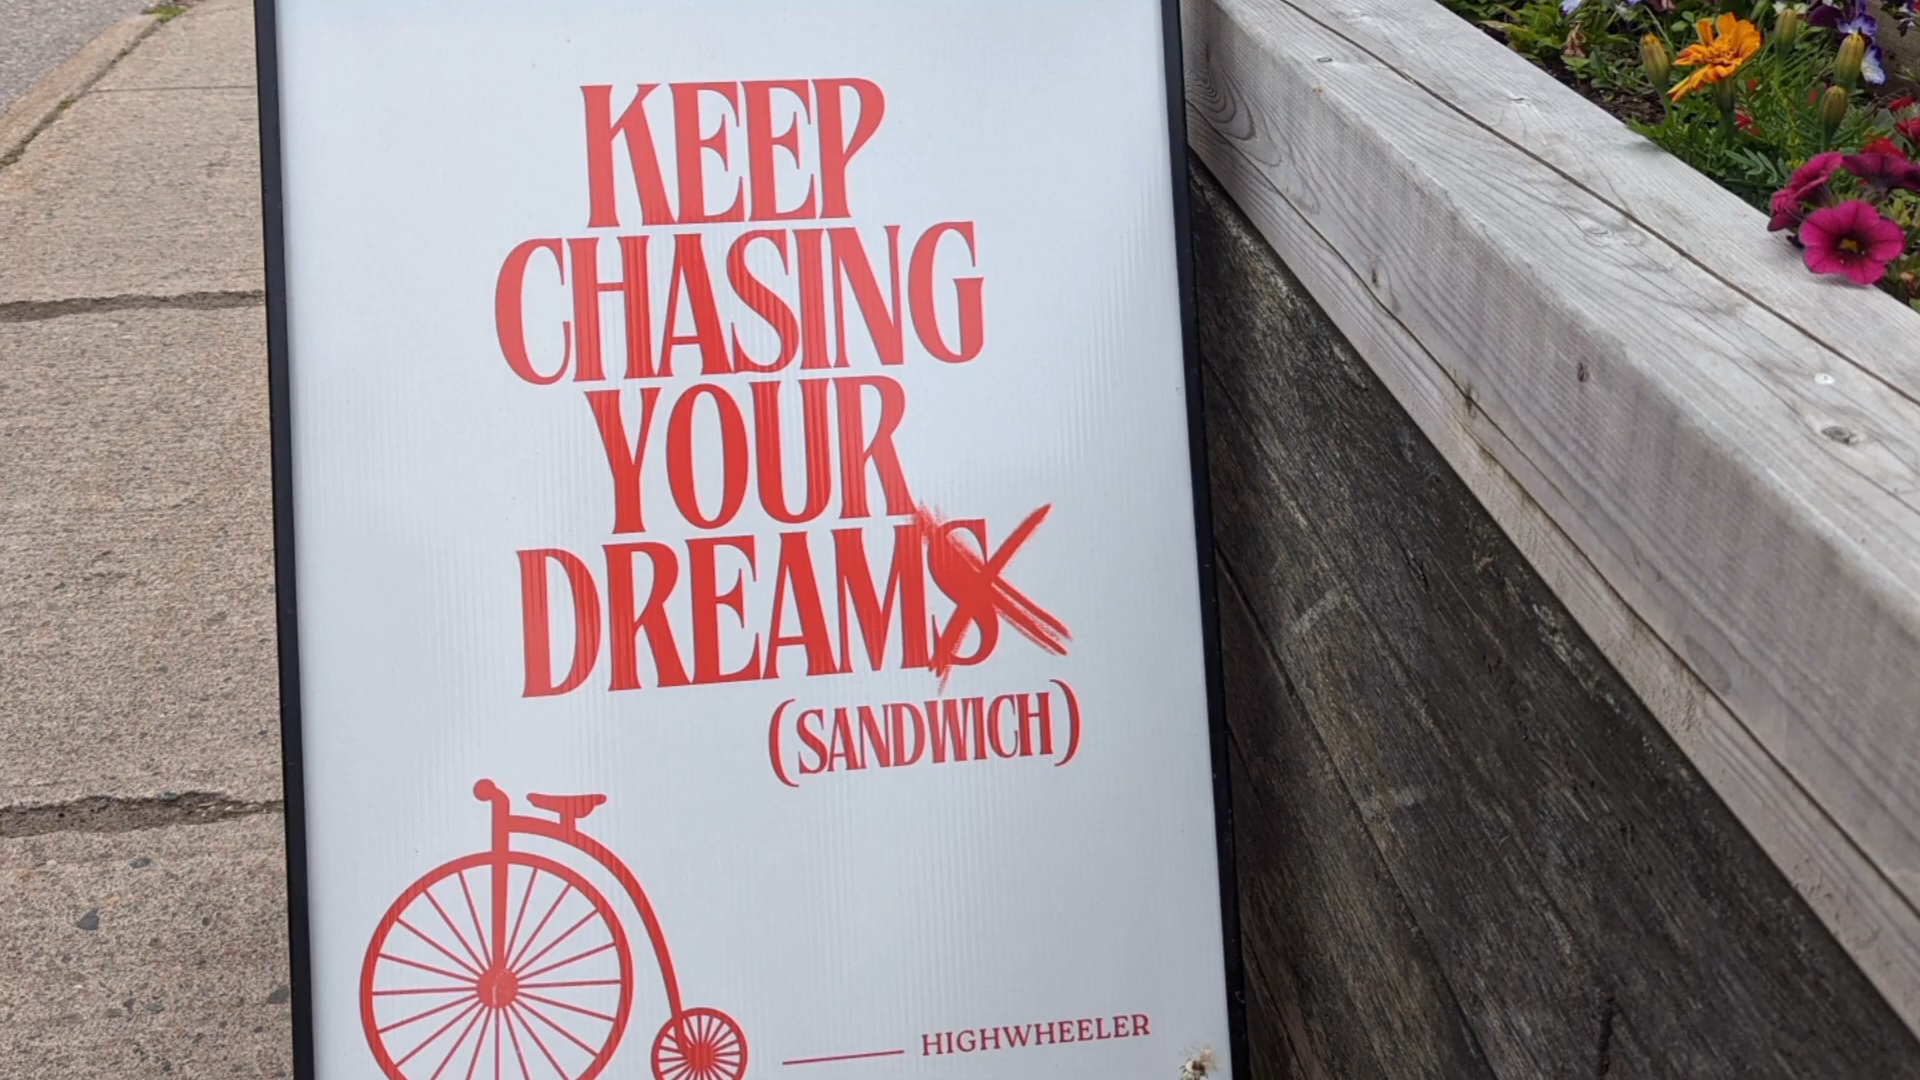 KEEP
CHASING
YOUR
DREAMS
(SANDWICH)
HIGHWHEELER